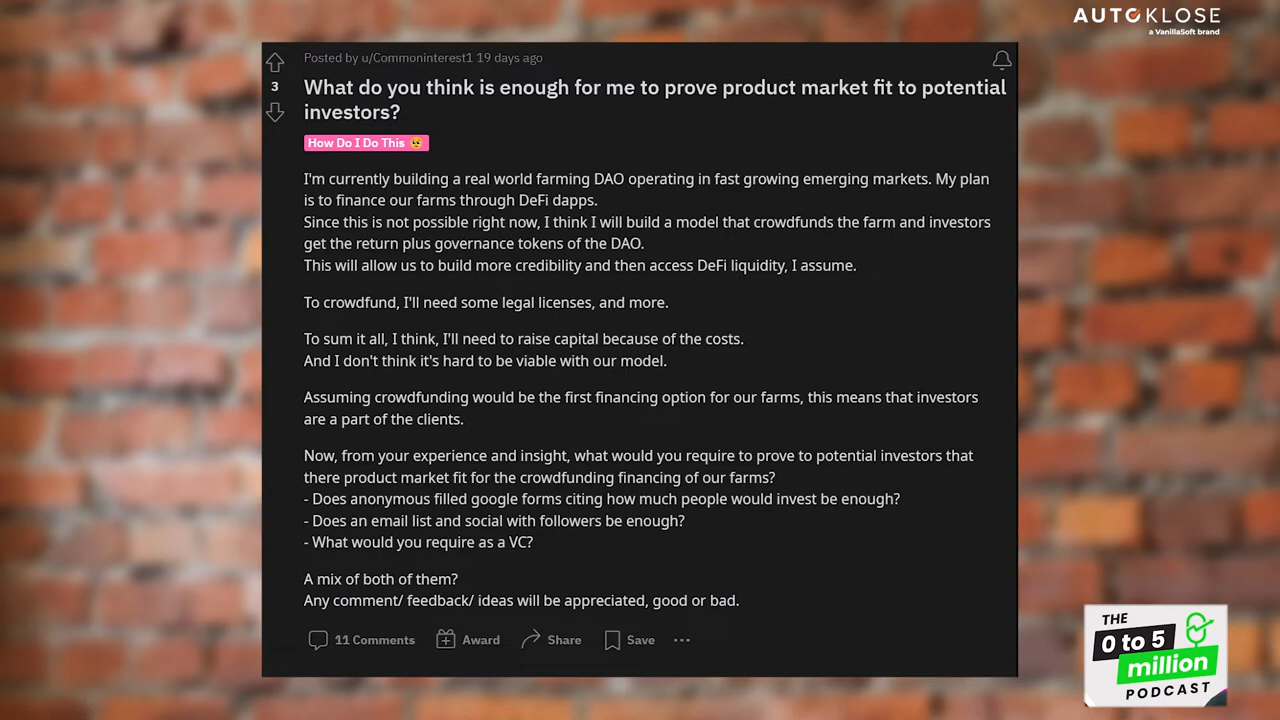 AUTOKLOSE
a VanillaSoft brand
Posted by u/Commoninterest1 19 days ago
3
What do you think is enough for me to prove product market fit to potential
investors?
How Do I Do This 🥺
I'm currently building a real world farming DAO operating in fast growing emerging markets. My plan
is to finance our farms through DeFi dapps.
Since this is not possible right now, I think I will build a model that crowdfunds the farm and investors
get the return plus governance tokens of the DAO.
This will allow us to build more credibility and then access DeFi liquidity, I assume.
To crowdfund, I'll need some legal licenses, and more.
To sum it all, I think, I'll need to raise capital because of the costs.
And I don't think it's hard to be viable with our model.
Assuming crowdfunding would be the first financing option for our farms, this means that investors
are a part of the clients.
Now, from your experience and insight, what would you require to prove to potential investors that
there product market fit for the crowdfunding financing of our farms?
- Does anonymous filled google forms citing how much people would invest be enough?
- Does an email list and social with followers be enough?
- What would you require as a VC?
A mix of both of them?
Any comment/ feedback/ ideas will be appreciated, good or bad.
11 Comments Award Share Save
THE
0 to 5
million
PODCAST